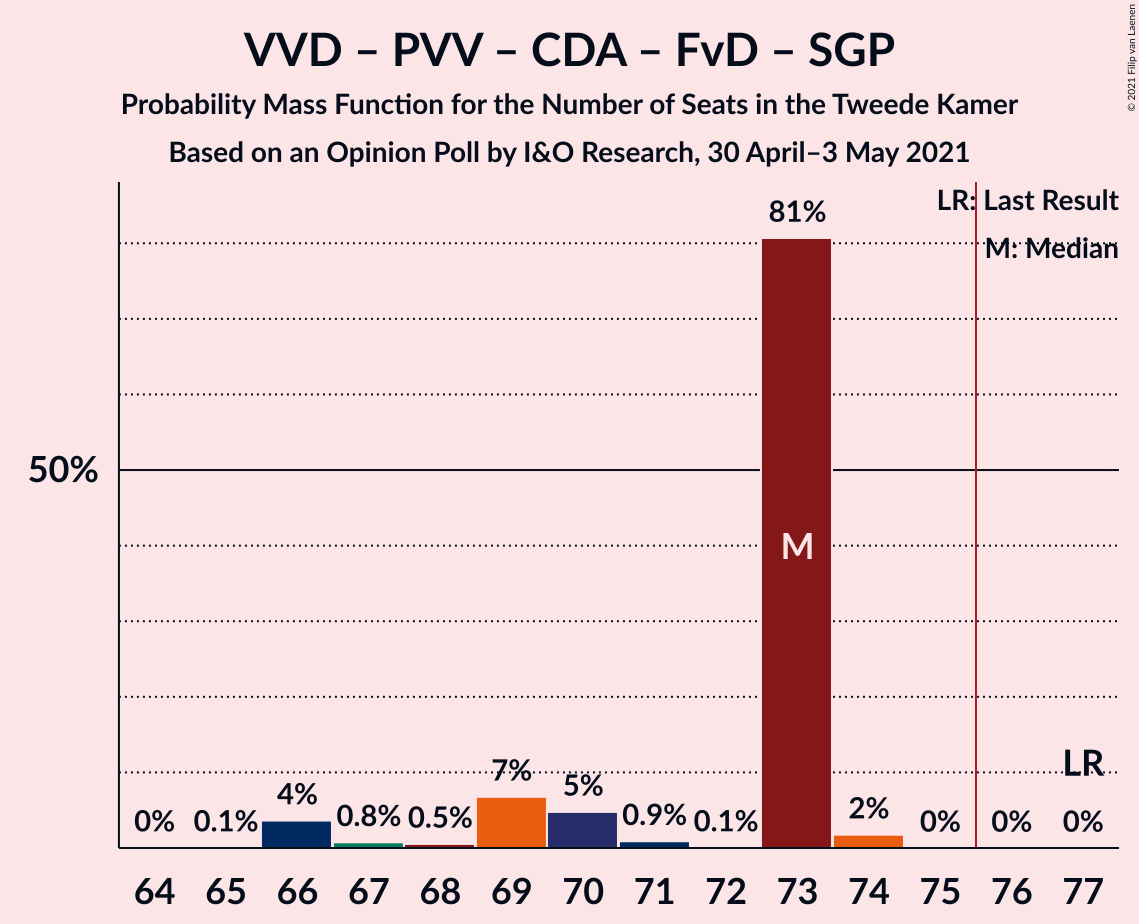 VVD – PVV – CDA – FvD – SGP
Probability Mass Function for the Number of Seats in the Tweede Kamer
Based on an Opinion Poll by I&O Research, 30 April–3 May 2021
© 2021 Filip van Laenen
LR: Last Result
M: Median
50%
0%
0.1%
4%
0.8%
0.5%
7%
5%
0.9%
0.1%
81%
M
2%
0%
0%
LR
0%
64 65 66 67 68 69 70 71 72 73 74 75 76 77